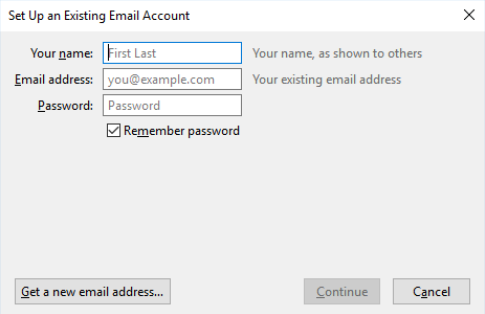 Set Up an Existing Email Account
Your name: First Last Your name, as shown to others
Email address: you@example.com Your existing email address
Password: Password
Remember password
Get a new email address... Continue Cancel